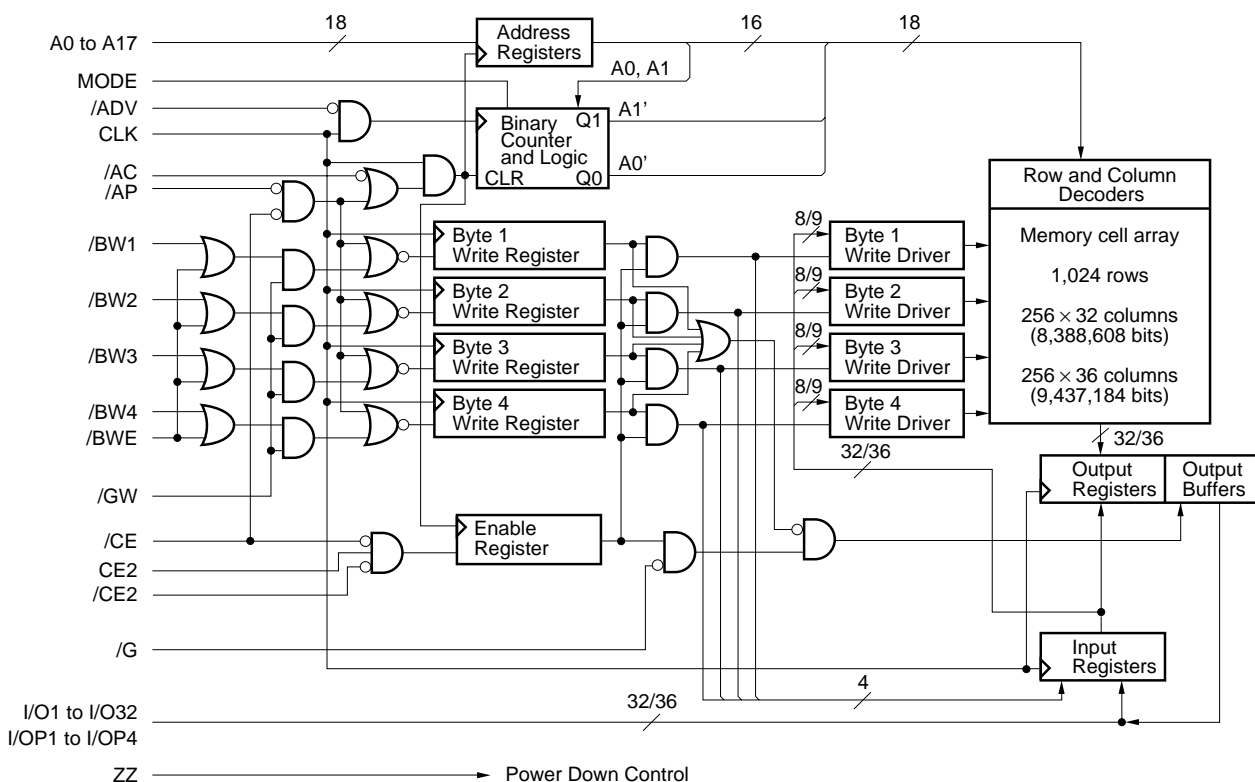 A0 to A17
18
Address
Registers
16
18
MODE
A0, A1
/ADV
CLK
Binary
Counter
and Logic
Q1
CLR
Q0
A1’
A0’
/AC
/AP
Row and Column
Decoders
Memory cell array
1,024 rows
256 × 32 columns
(8,388,608 bits)
256 × 36 columns
(9,437,184 bits)
/BW1
Byte 1
Write Register
8/9
Byte 1
Write Driver
/BW2
Byte 2
Write Register
8/9
Byte 2
Write Driver
/BW3
Byte 3
Write Register
8/9
Byte 3
Write Driver
/BW4
/BWE
Byte 4
Write Register
8/9
Byte 4
Write Driver
32/36
32/36
/GW
Output
Registers
Output
Buffers
/CE
CE2
/CE2
Enable
Register
/G
Input
Registers
4
I/O1 to I/O32
I/OP1 to I/OP4
32/36
ZZ
Power Down Control